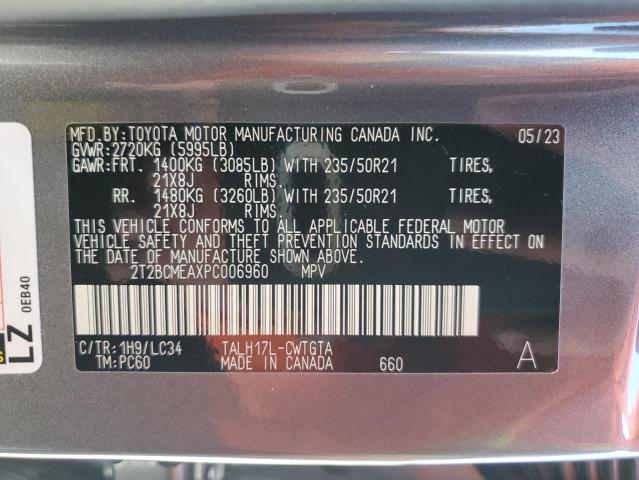 MFD.BY:TOYOTA MOTOR MANUFACTURING CANADA INC. 05/23
GVWR:2720KG (5995LB)
GAWR:FRT. 1400KG (3085LB) WITH 235/50R21 TIRES,
21X8J RIMS.
RR. 1480KG (3260LB) WITH 235/50R21 TIRES,
21X8J RIMS.
THIS VEHICLE CONFORMS TO ALL APPLICABLE FEDERAL MOTOR
VEHICLE SAFETY AND THEFT PREVENTION STANDARDS IN EFFECT ON
THE DATE OF MANUFACTURE SHOWN ABOVE.
2T2BCMEAXPC006960 MPV
C/TR:1H9/LC34 TALH17L-CWTGTA
TM:PC60 MADE IN CANADA 660 A
LZ
0EB40